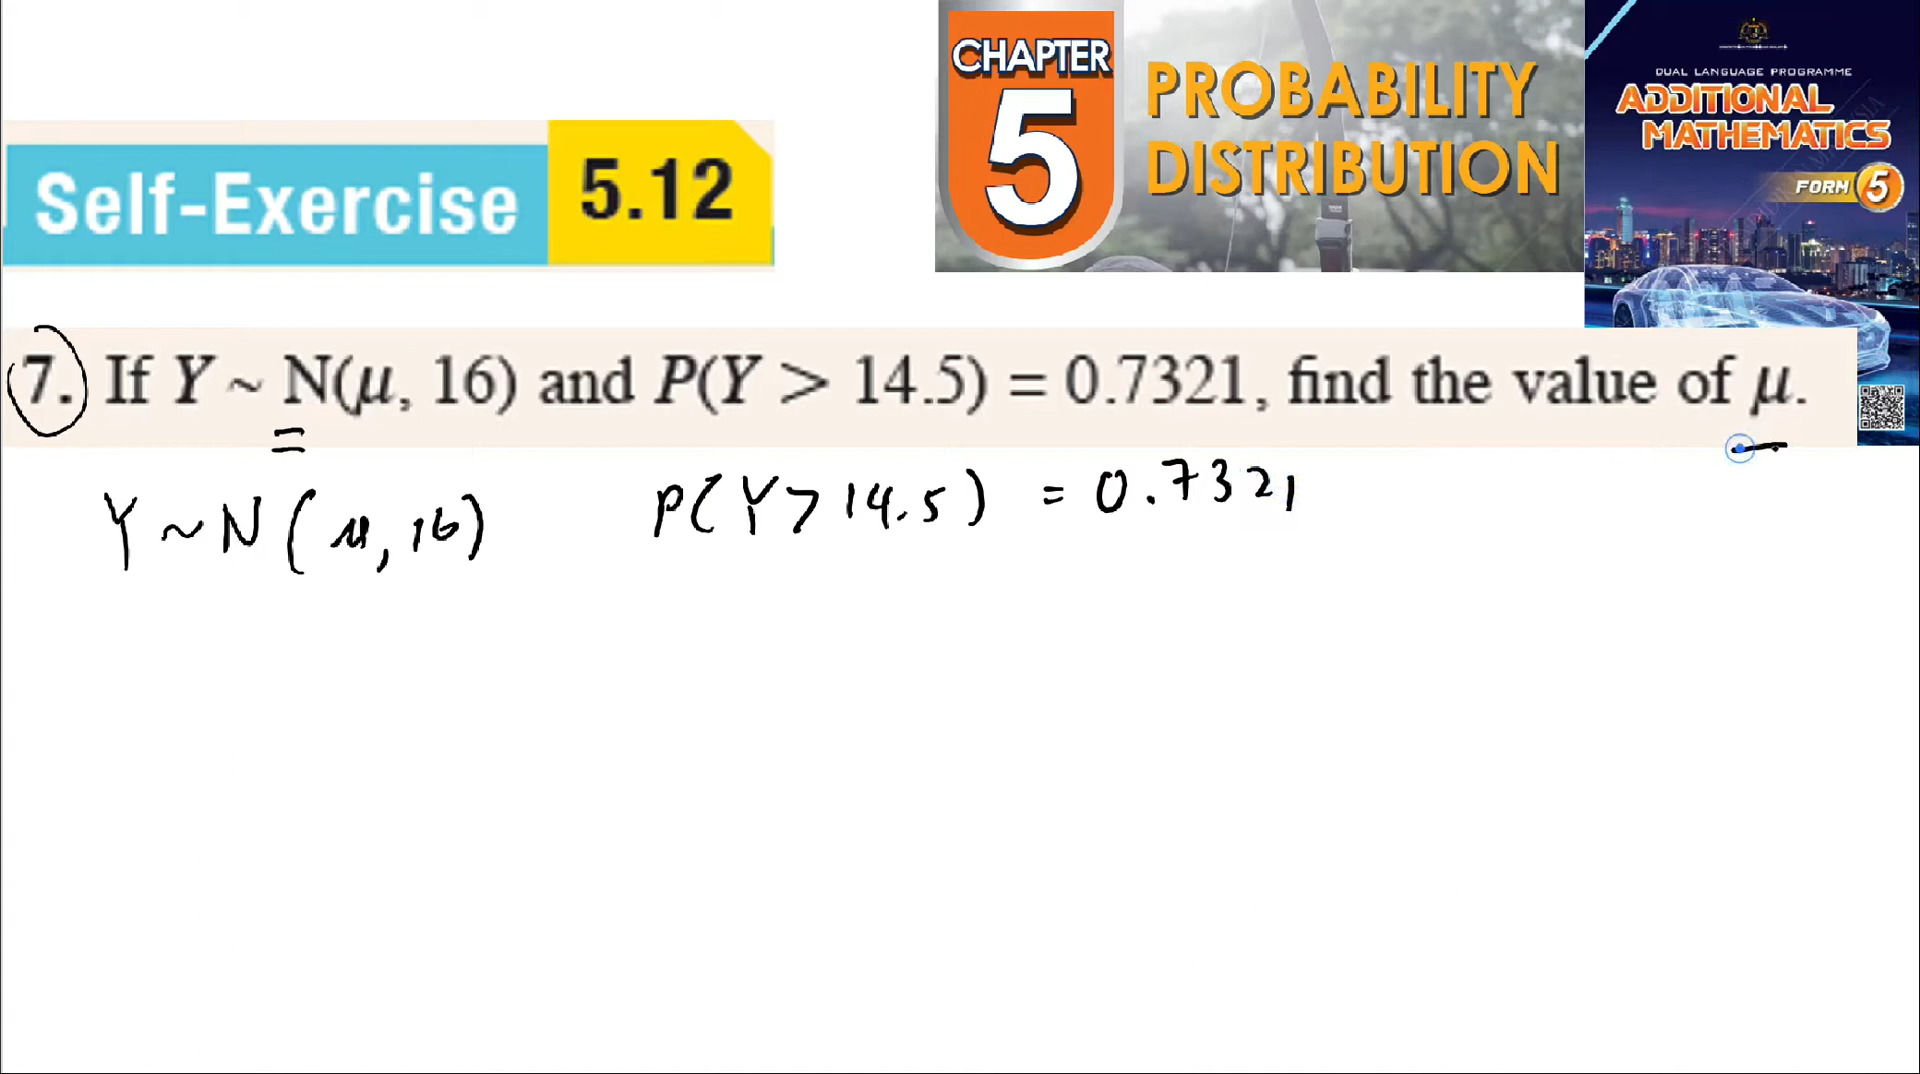 CHAPTER
5
PROBABILITY
DISTRIBUTION
DUAL LANGUAGE PROGRAMME
ADDITIONAL
MATHEMATICS
FORM 5
Self-Exercise 5.12
7. If Y ~ N(μ, 16) and P(Y > 14.5) = 0.7321, find the value of μ.
Y ~ N (μ, 16) P(Y > 14.5) = 0.7321